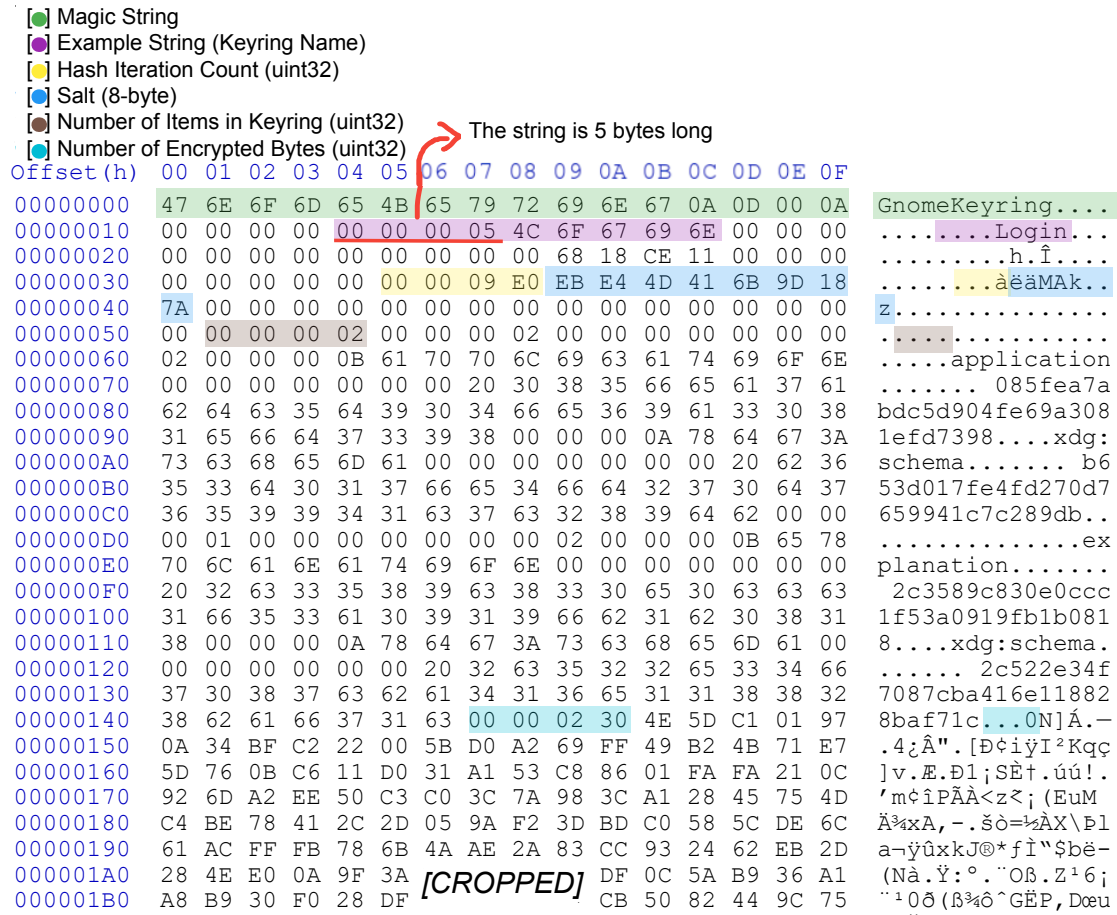 [●] Magic String
[●] Example String (Keyring Name)
[●] Hash Iteration Count (uint32)
[●] Salt (8-byte)
[●] Number of Items in Keyring (uint32)
[●] Number of Encrypted Bytes (uint32)
The string is 5 bytes long
Offset(h) 00 01 02 03 04 05 06 07 08 09 0A 0B 0C 0D 0E 0F
00000000 47 6E 6F 6D 65 4B 65 79 72 69 6E 67 0A 0D 00 0A GnomeKeyring....
00000010 00 00 00 00 00 00 00 05 4C 6F 67 69 6E 00 00 00 ........Login...
00000020 00 00 00 00 00 00 00 00 00 68 18 CE 11 00 00 00 .........h.Î....
00000030 00 00 00 00 00 00 00 09 E0 EB E4 4D 41 6B 9D 18 ........àëäMAk..
00000040 7A 00 00 00 00 00 00 00 00 00 00 00 00 00 00 00 z...............
00000050 00 00 00 00 02 00 00 00 02 00 00 00 00 00 00 00 ................
00000060 02 00 00 00 0B 61 70 70 6C 69 63 61 74 69 6F 6E .....application
00000070 00 00 00 00 00 00 00 20 30 38 35 66 65 61 37 61 ....... 085fea7a
00000080 62 64 63 35 64 39 30 34 66 65 36 39 61 33 30 38 bdc5d904fe69a308
00000090 31 65 66 64 37 33 39 38 00 00 00 0A 78 64 67 3A 1efd7398....xdg:
000000A0 73 63 68 65 6D 61 00 00 00 00 00 00 00 20 62 36 schema....... b6
000000B0 35 33 64 30 31 37 66 65 34 66 64 32 37 30 64 37 53d017fe4fd270d7
000000C0 36 35 39 39 34 31 63 37 63 32 38 39 64 62 00 00 659941c7c289db..
000000D0 00 01 00 00 00 00 00 00 00 02 00 00 00 0B 65 78 ..............ex
000000E0 70 6C 61 6E 61 74 69 6F 6E 00 00 00 00 00 00 00 planation.......
000000F0 20 32 63 33 35 38 39 63 38 33 30 65 30 63 63 63 2c3589c830e0ccc
00000100 31 66 35 33 61 30 39 31 39 66 62 31 62 30 38 31 1f53a0919fb1b081
00000110 38 00 00 00 0A 78 64 67 3A 73 63 68 65 6D 61 00 8....xdg:schema.
00000120 00 00 00 00 00 00 20 32 63 35 32 32 65 33 34 66 ...... 2c522e34f
00000130 37 30 38 37 63 62 61 34 31 36 65 31 31 38 38 32 7087cba416e11882
00000140 38 62 61 66 37 31 63 00 00 02 30 4E 5D C1 01 97 8baf71c...0N]Á.—
00000150 0A 34 BF C2 22 00 5B D0 A2 69 FF 49 B2 4B 71 E7 .4¿Â".[Ð¢iÿI²Kqç
00000160 5D 76 0B C6 11 D0 31 A1 53 C8 86 01 FA FA 21 0C ]v.Æ.Ð1¡SÈ†.úú!.
00000170 92 6D A2 EE 50 C3 C0 3C 7A 98 3C A1 28 45 75 4D ’m¢îPÃÀ<z˜<¡(EuM
00000180 C4 BE 78 41 2C 2D 05 9A F2 3D BD C0 58 5C DE 6C Ä¾xA,-.šò=½ÀX\Þl
00000190 61 AC FF FB 78 6B 4A AE 2A 83 CC 93 24 62 EB 2D a¬ÿûxkJ®*ƒÌ“$bë-
000001A0 28 4E E0 0A 9F 3A [CROPPED] DF 0C 5A B9 36 A1 (Nà.Ÿ:º.¨Oß.Z¹6¡
000001B0 A8 B9 30 F0 28 DF CB 50 82 44 9C 75 ¨¹0ð(ß¾ô^GËP‚Dœu